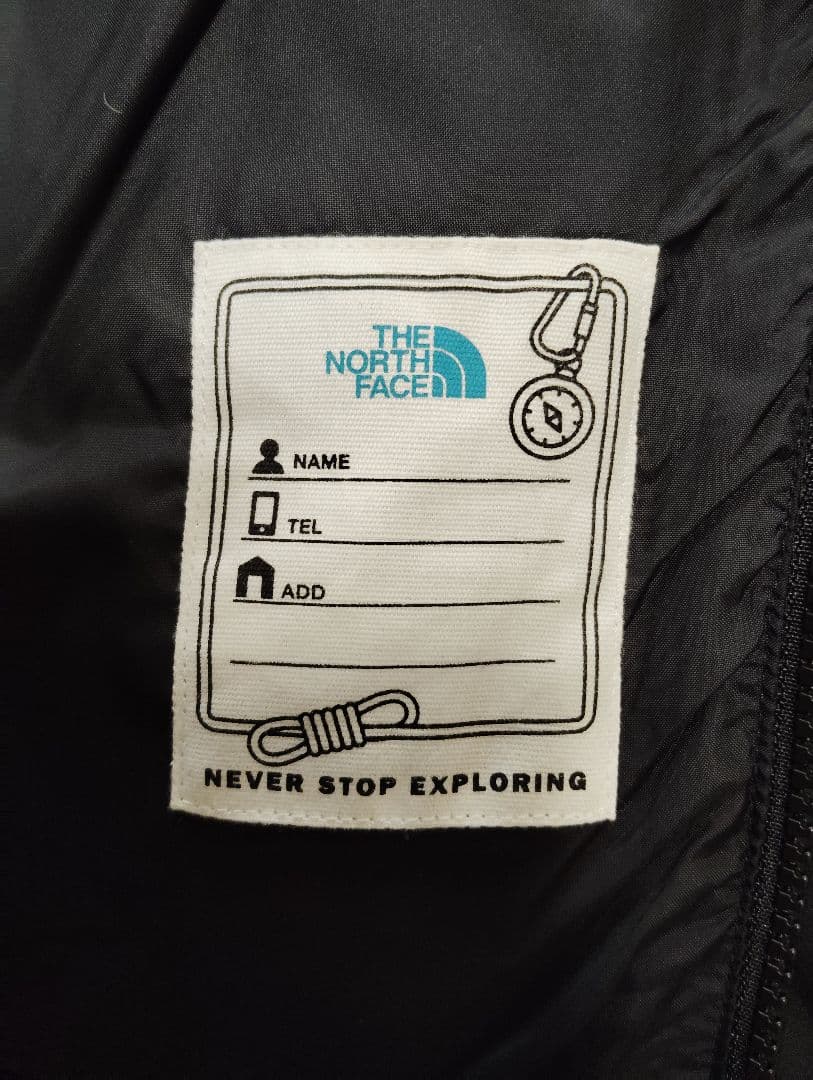 THE
NORTH
FACE
NAME
TEL
ADD
NEVER STOP EXPLORING